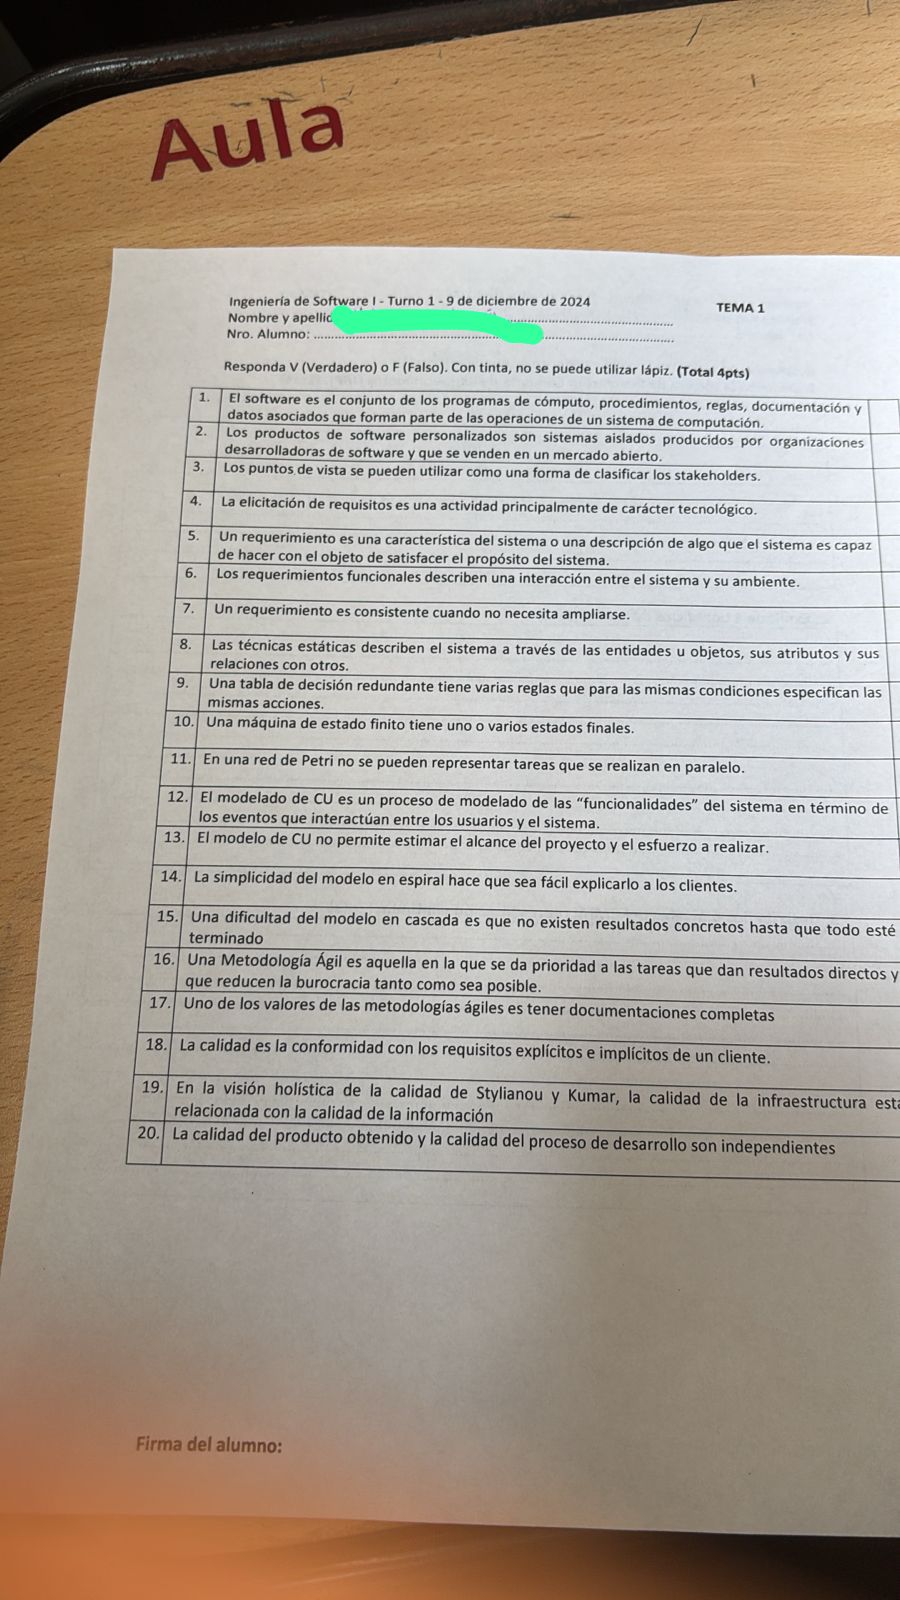 Aula
Ingeniería de Software I - Turno 1 - 9 de diciembre de 2024
TEMA 1
Nombre y apellid
Nro. Alumno:
Responda V (Verdadero) o F (Falso). Con tinta, no se puede utilizar lápiz. (Total 4pts)
1. El software es el conjunto de los programas de cómputo, procedimientos, reglas, documentación y
datos asociados que forman parte de las operaciones de un sistema de computación.
2. Los productos de software personalizados son sistemas aislados producidos por organizaciones
desarrolladoras de software y que se venden en un mercado abierto.
3. Los puntos de vista se pueden utilizar como una forma de clasificar los stakeholders.
4. La elicitación de requisitos es una actividad principalmente de carácter tecnológico.
5. Un requerimiento es una característica del sistema o una descripción de algo que el sistema es capaz
de hacer con el objeto de satisfacer el propósito del sistema.
6. Los requerimientos funcionales describen una interacción entre el sistema y su ambiente.
7. Un requerimiento es consistente cuando no necesita ampliarse.
8. Las técnicas estáticas describen el sistema a través de las entidades u objetos, sus atributos y sus
relaciones con otros.
9. Una tabla de decisión redundante tiene varias reglas que para las mismas condiciones especifican las
mismas acciones.
10. Una máquina de estado finito tiene uno o varios estados finales.
11. En una red de Petri no se pueden representar tareas que se realizan en paralelo.
12. El modelado de CU es un proceso de modelado de las “funcionalidades” del sistema en término de
los eventos que interactúan entre los usuarios y el sistema.
13. El modelo de CU no permite estimar el alcance del proyecto y el esfuerzo a realizar.
14. La simplicidad del modelo en espiral hace que sea fácil explicarlo a los clientes.
15. Una dificultad del modelo en cascada es que no existen resultados concretos hasta que todo esté
terminado
16. Una Metodología Ágil es aquella en la que se da prioridad a las tareas que dan resultados directos y
que reducen la burocracia tanto como sea posible.
17. Uno de los valores de las metodologías ágiles es tener documentaciones completas
18. La calidad es la conformidad con los requisitos explícitos e implícitos de un cliente.
19. En la visión holística de la calidad de Stylianou y Kumar, la calidad de la infraestructura esta
relacionada con la calidad de la información
20. La calidad del producto obtenido y la calidad del proceso de desarrollo son independientes
Firma del alumno: